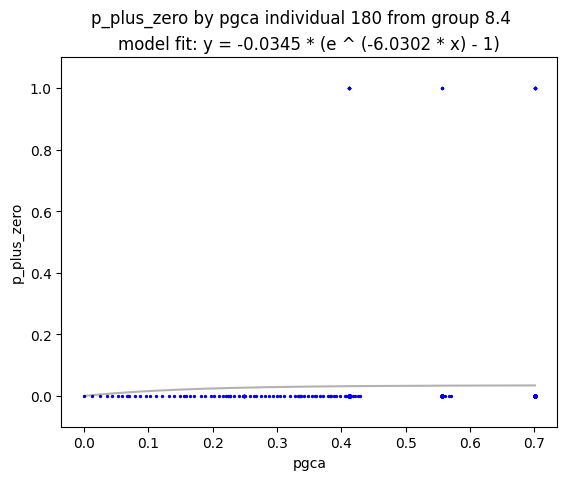 p_plus_zero by pgca individual 180 from group 8.4
model fit: y = -0.0345 * (e ^ (-6.0302 * x) - 1)
1.0
0.8
0.6
0.4
0.2
0.0
p_plus_zero
0.0 0.1 0.2 0.3 0.4 0.5 0.6 0.7
pgca